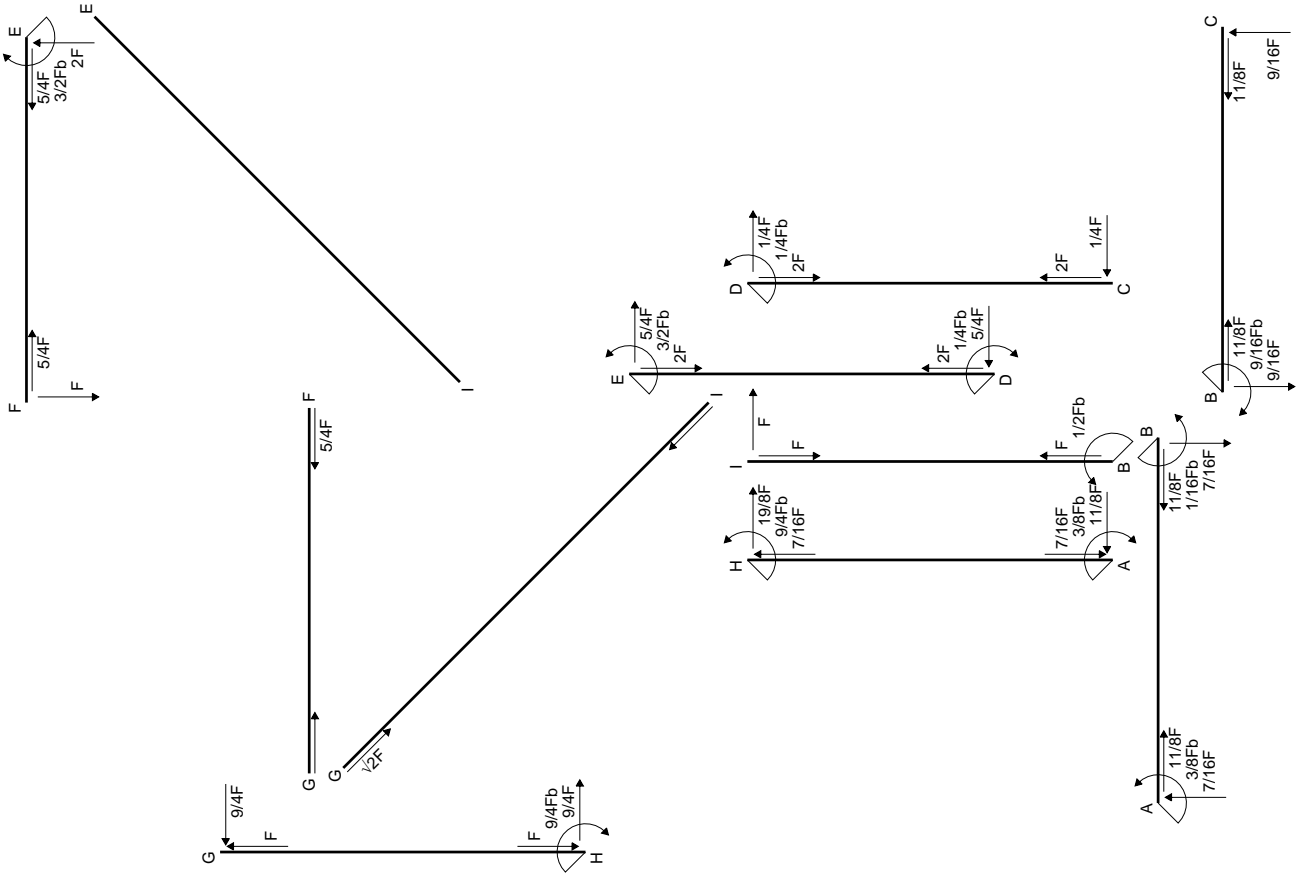 F
F
5/4F
5/4F
3/2Fb
2F
E
E
I
G
F
5/4F
G
√2F
I
G
9/4F
F
F
9/4Fb
9/4F
H
E
5/4F
3/2Fb
2F
2F
1/4Fb
5/4F
D
D
1/4F
1/4Fb
2F
2F
1/4F
C
I
F
F
F
1/2Fb
B
H
19/8F
9/4Fb
7/16F
7/16F
3/8Fb
11/8F
A
A
11/8F
3/8Fb
7/16F
11/8F
1/16Fb
7/16F
B
B
11/8F
9/16Fb
9/16F
11/8F
9/16F
C